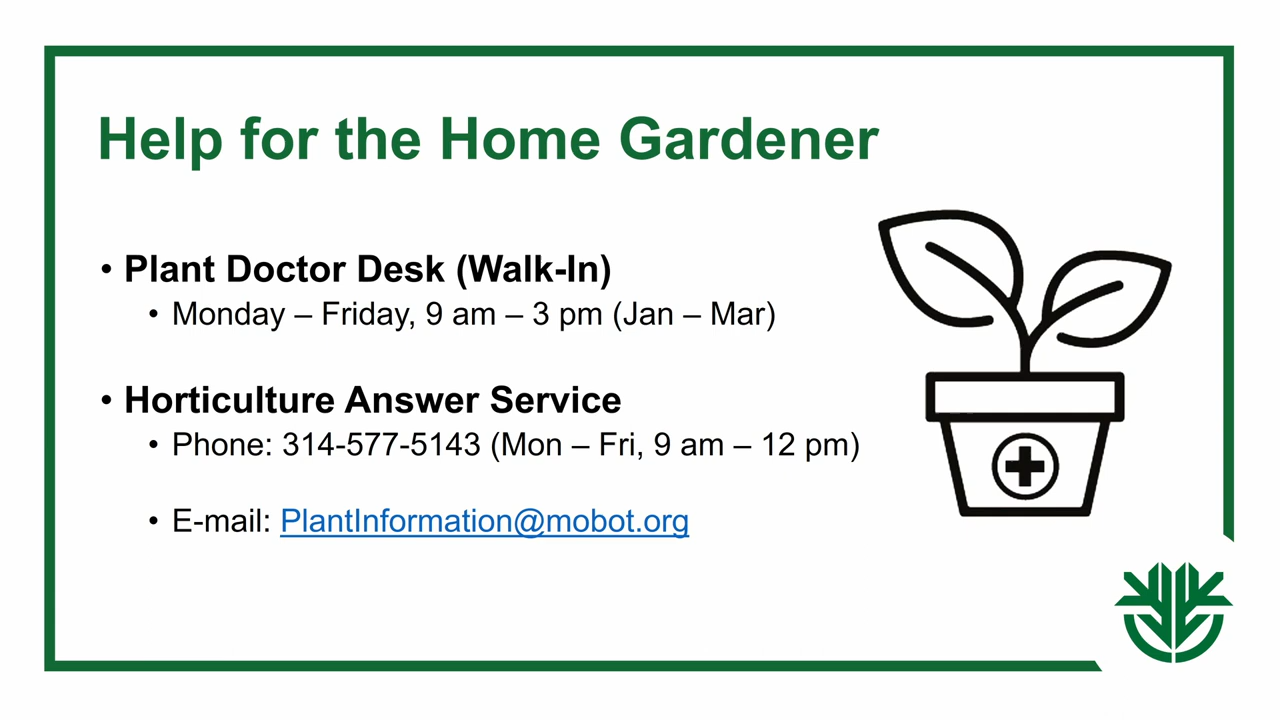 Help for the Home Gardener
• Plant Doctor Desk (Walk-In)
• Monday – Friday, 9 am – 3 pm (Jan – Mar)
• Horticulture Answer Service
• Phone: 314-577-5143 (Mon – Fri, 9 am – 12 pm)
• E-mail: PlantInformation@mobot.org